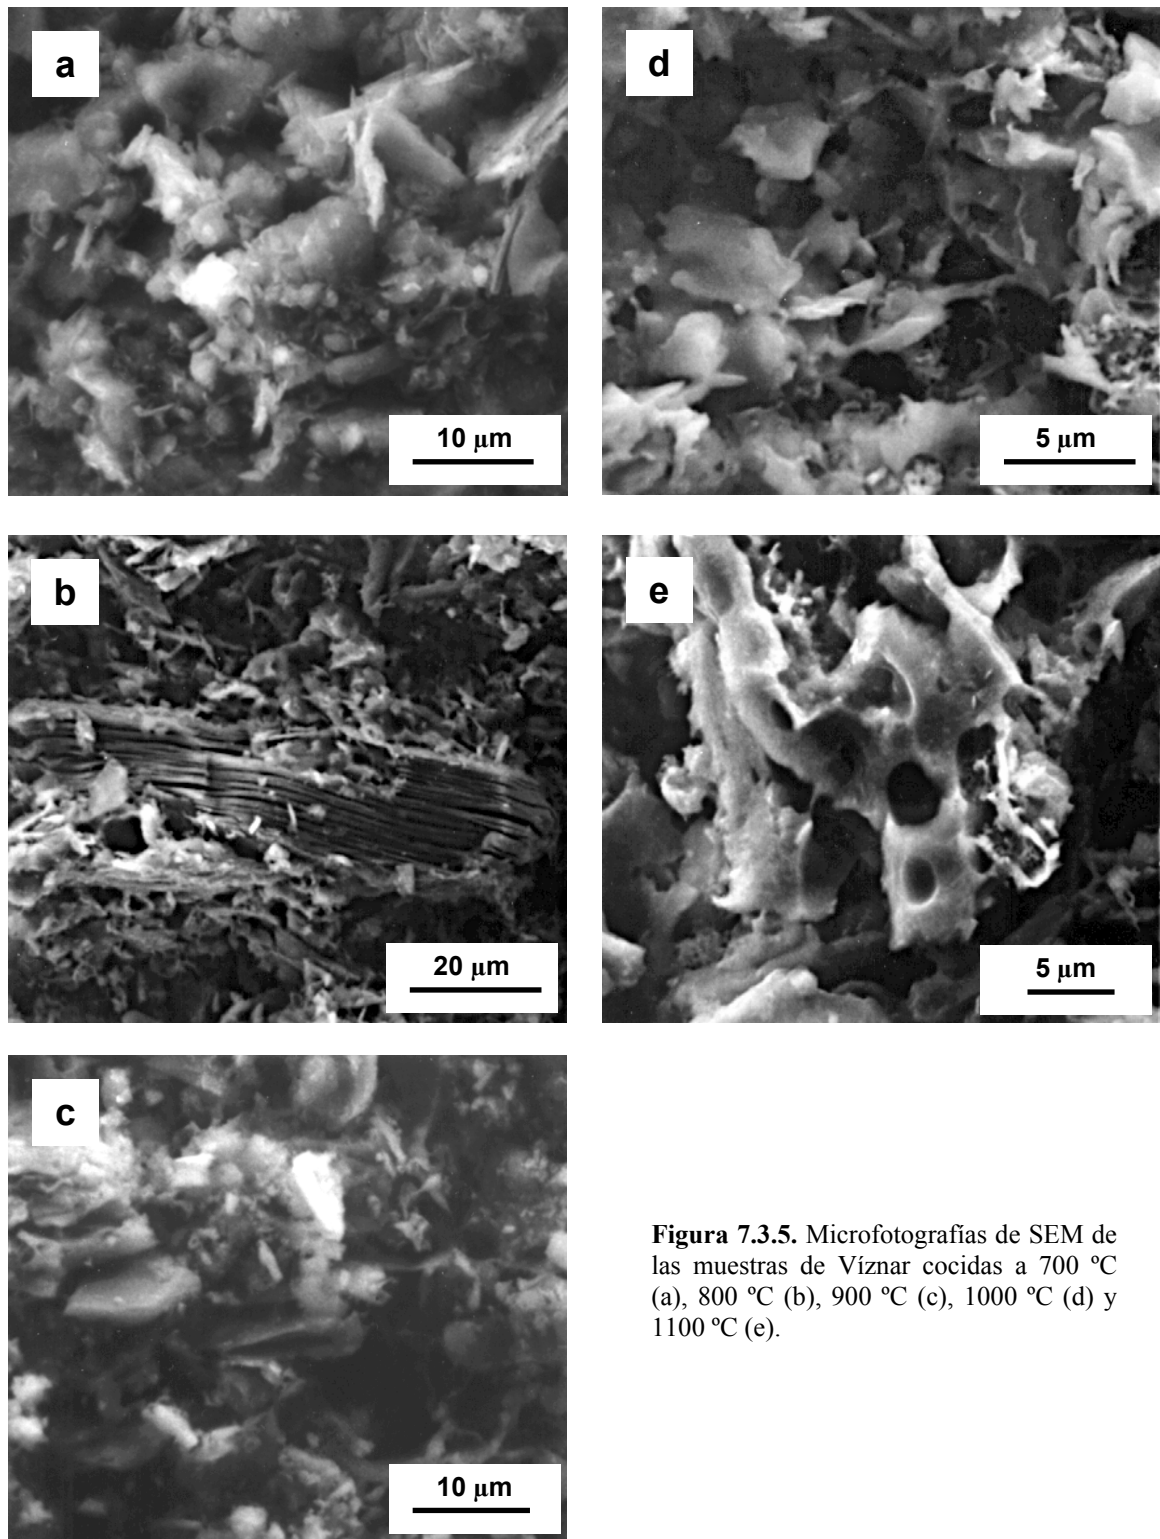 a
10 µm
d
5 µm
b
20 µm
e
5 µm
c
10 µm
Figura 7.3.5. Microfotografías de SEM de
las muestras de Víznar cocidas a 700 ºC
(a), 800 ºC (b), 900 ºC (c), 1000 ºC (d) y
1100 ºC (e).